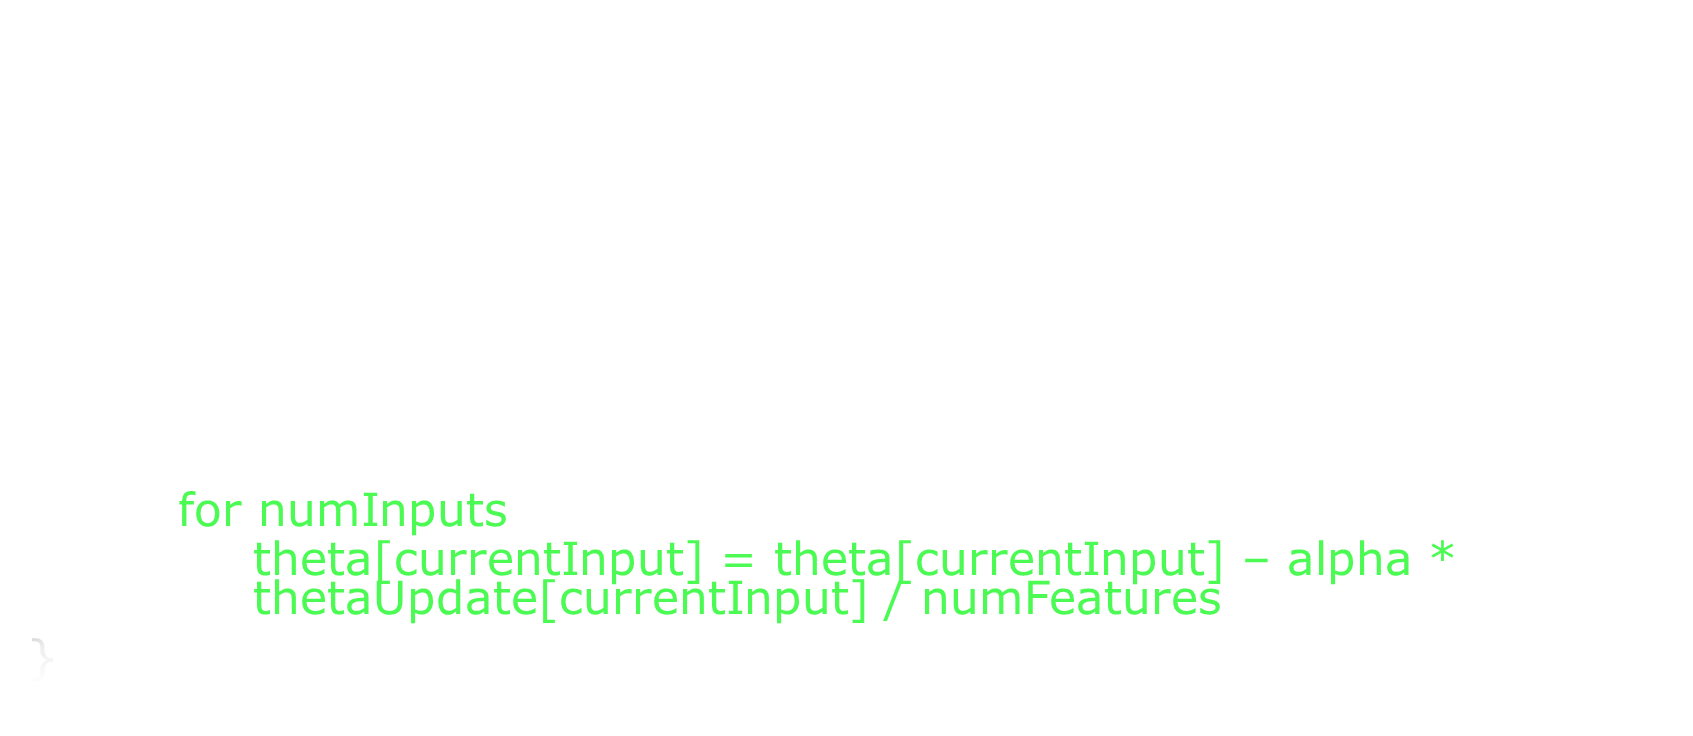 for numInputs
theta[currentInput] = theta[currentInput] – alpha *
thetaUpdate[currentInput] / numFeatures
}